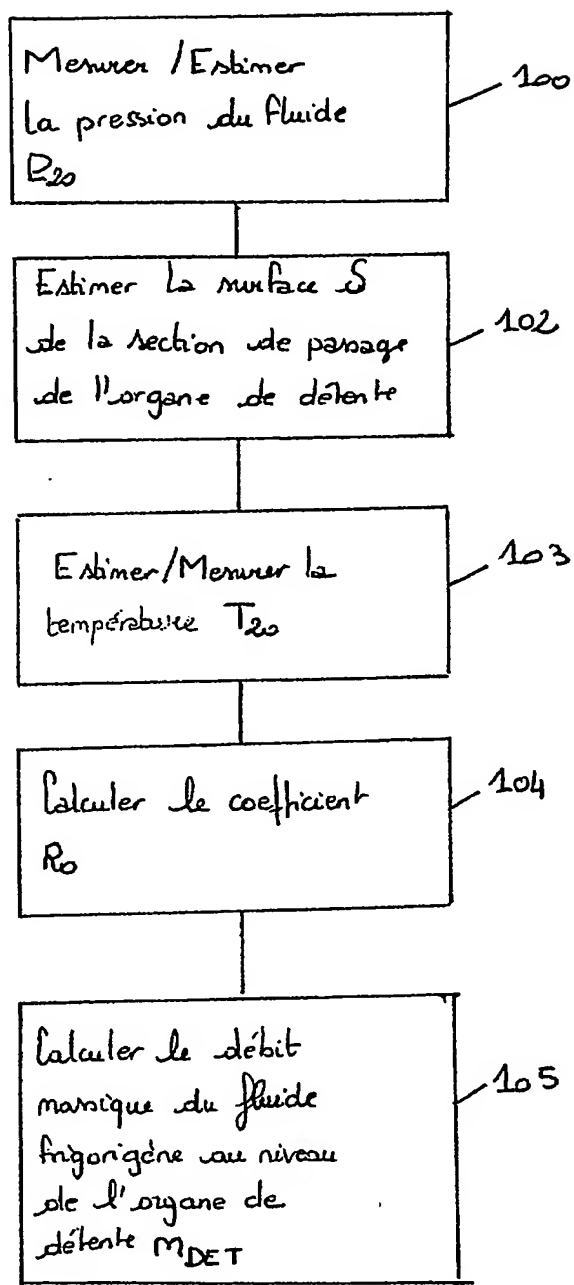 Mesurer / Estimer
la pression du fluide
P20
100
Estimer la surface S
de la section de passage
de l'organe de détente
102
Estimer/Mesurer la
température T20
103
Calculer le coefficient
Ro
104
Calculer le débit
massique du fluide
frigorigène au niveau
de l'organe de
détente MDET
105